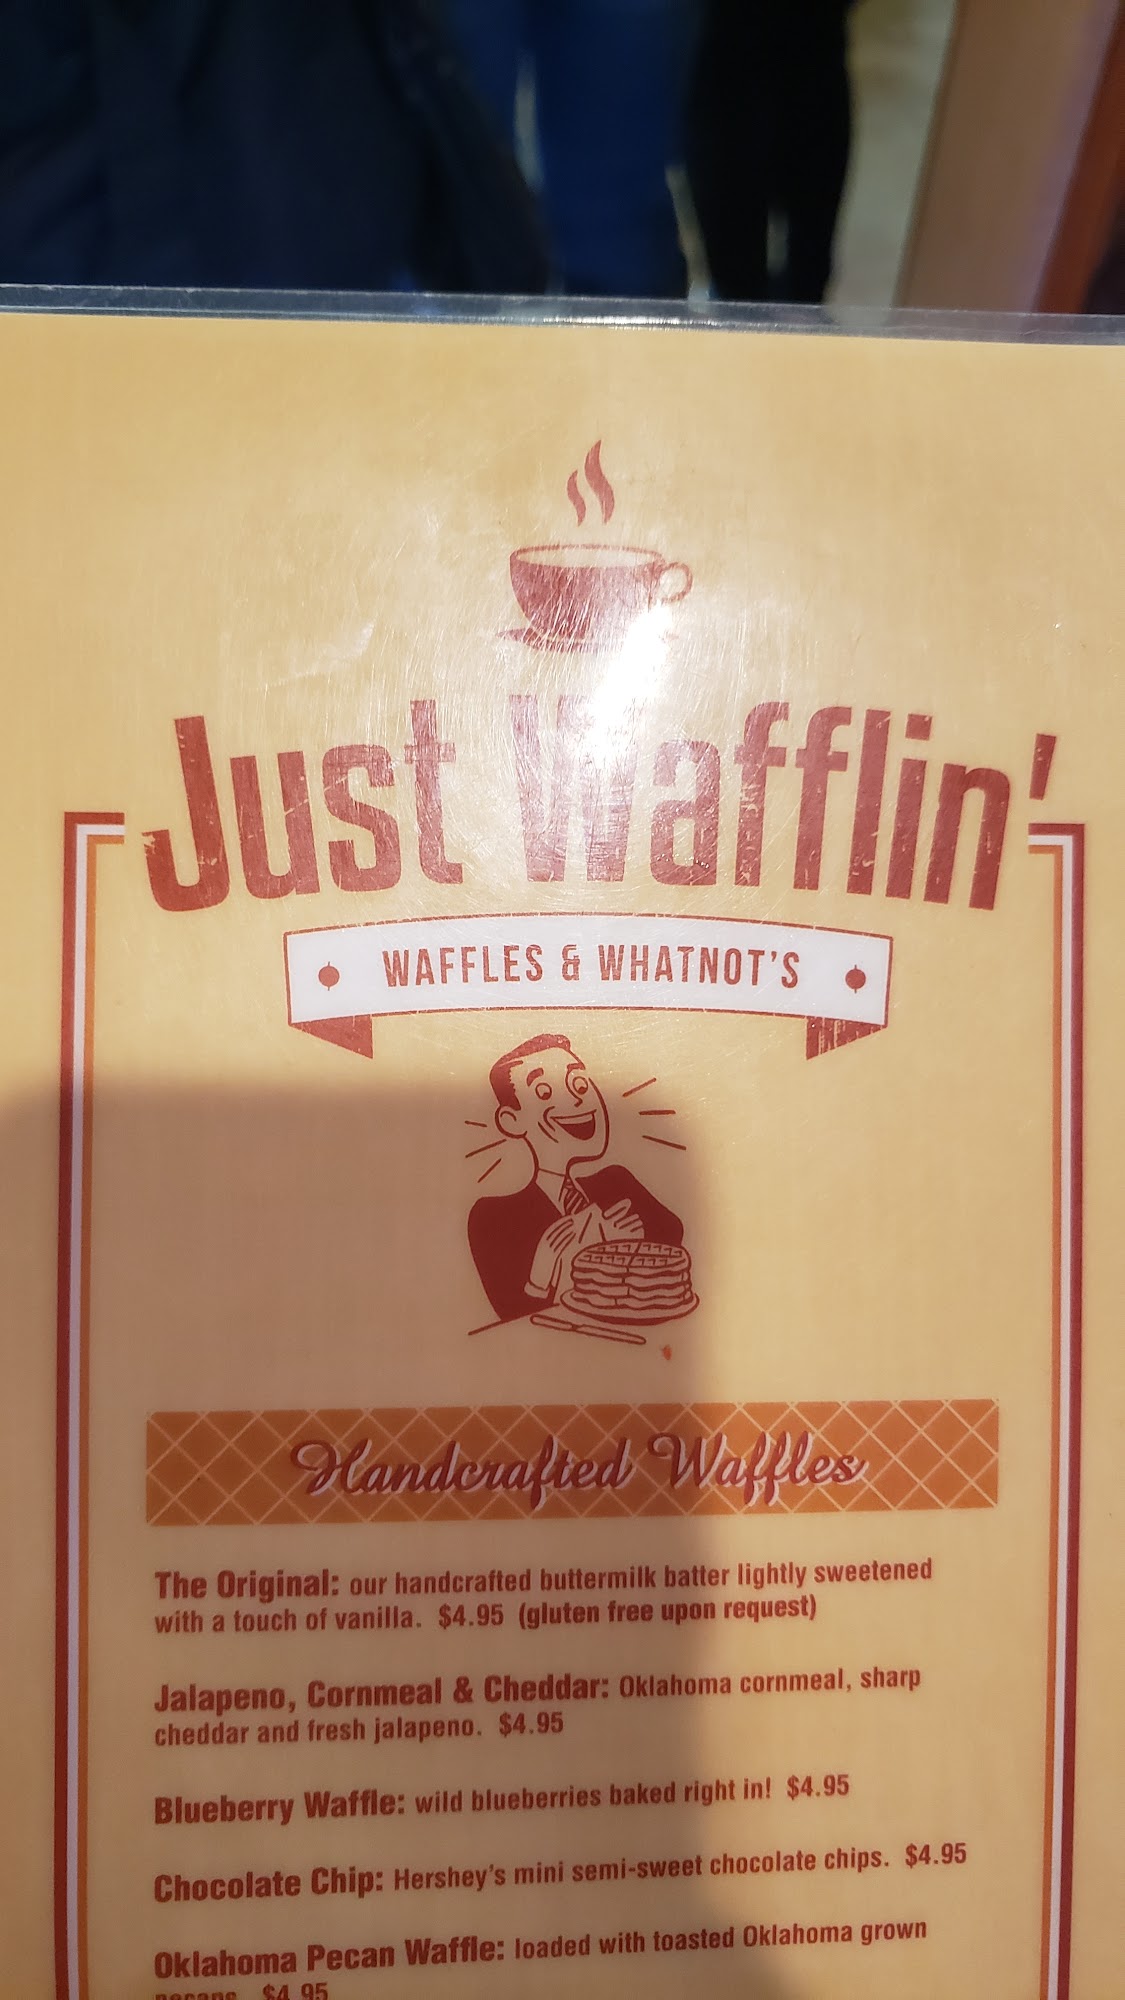 Just Wafflin'
WAFFLES & WHATNOT'S
Handcrafted Waffles
The Original: our handcrafted buttermilk batter lightly sweetened
with a touch of vanilla. $4.95 (gluten free upon request)
Jalapeno, Cornmeal & Cheddar: Oklahoma cornmeal, sharp
cheddar and fresh jalapeno. $4.95
Blueberry Waffle: wild blueberries baked right in! $4.95
Chocolate Chip: Hershey's mini semi-sweet chocolate chips. $4.95
Oklahoma Pecan Waffle: loaded with toasted Oklahoma grown
pecans. $4.95